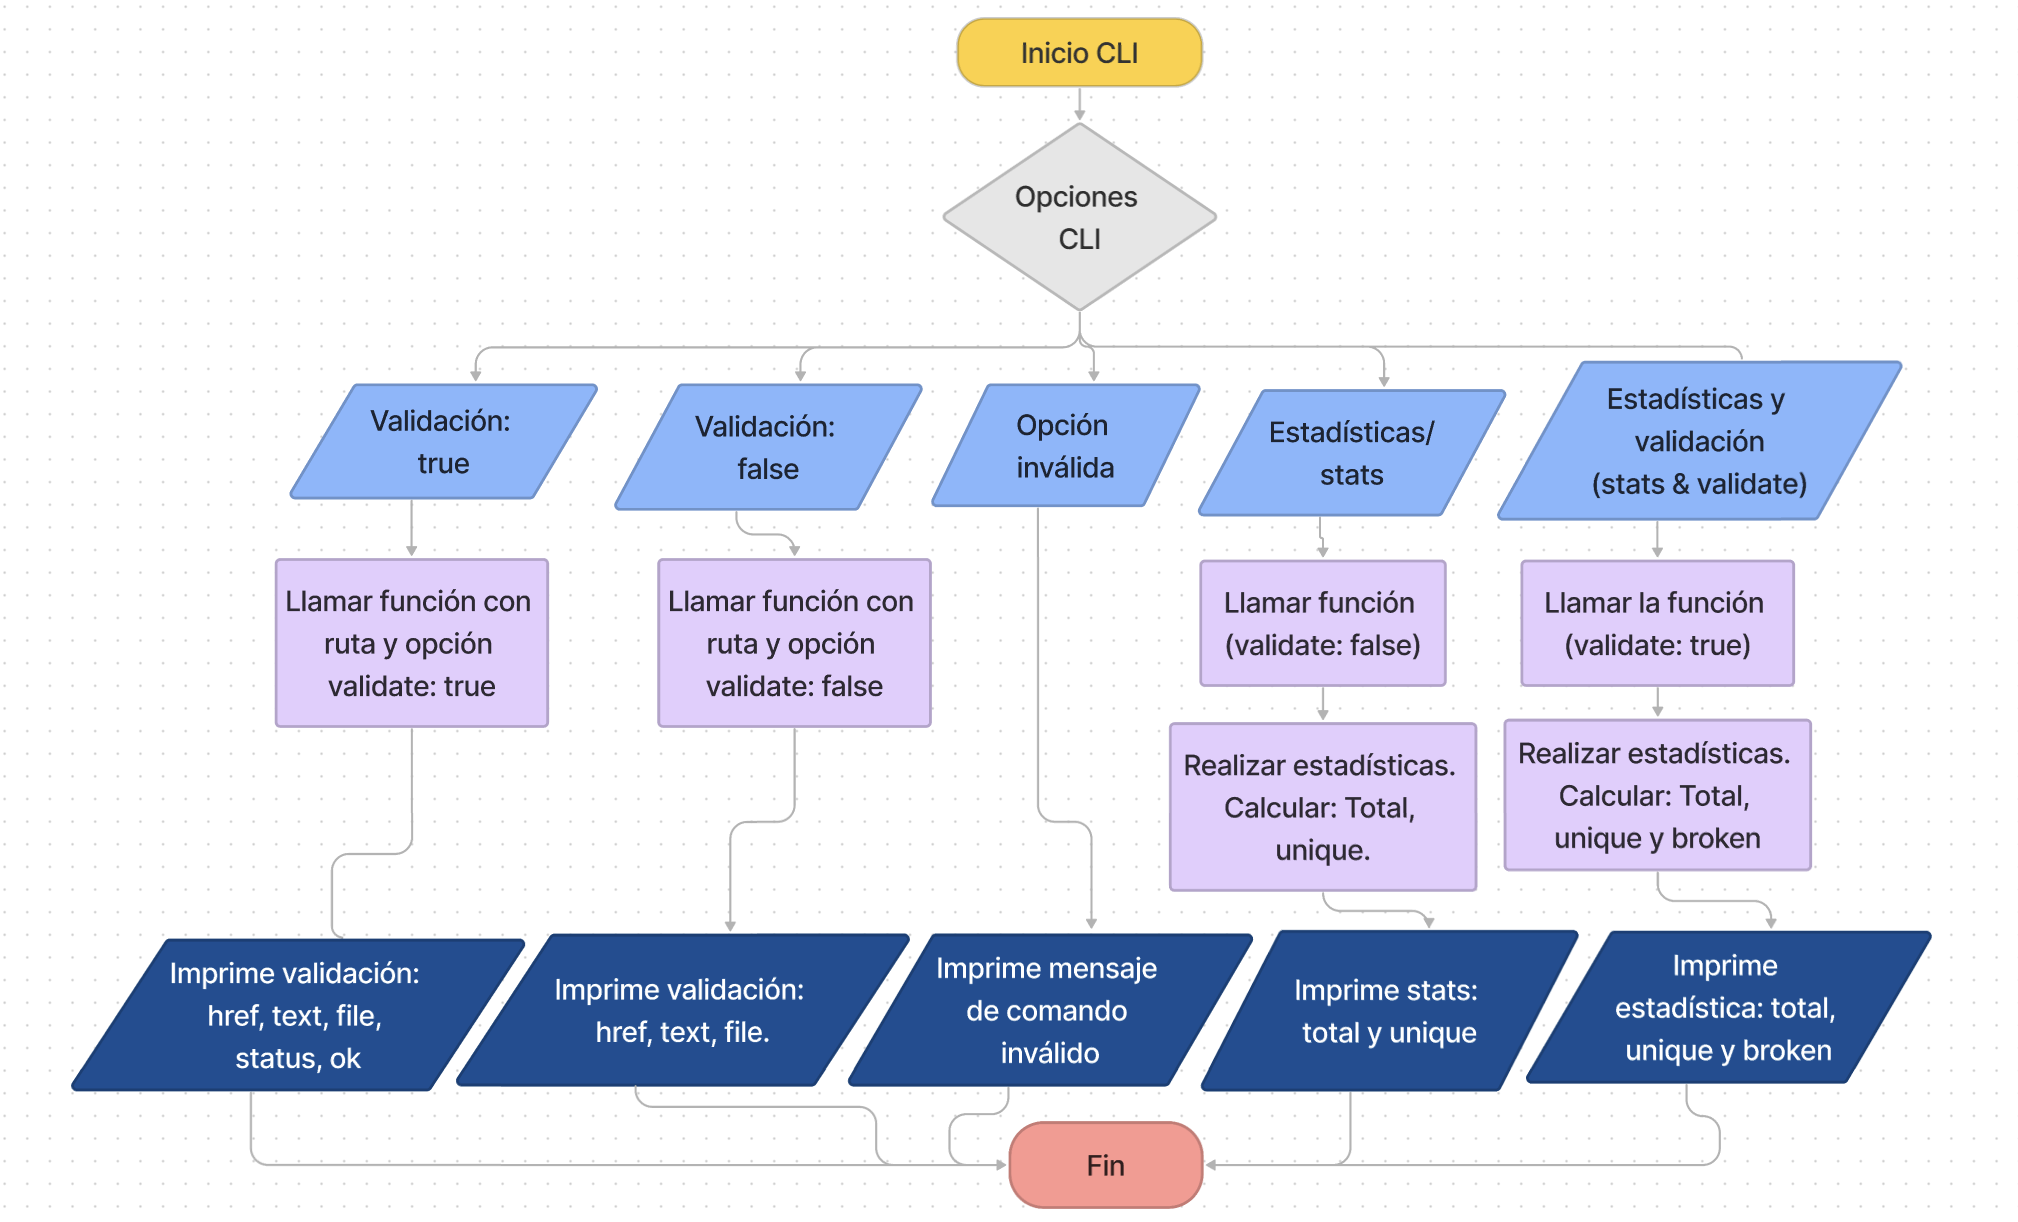 Inicio CLI
Opciones
CLI
Validación:
true
Validación:
false
Opción
inválida
Estadísticas/
stats
Estadísticas y
validación
(stats & validate)
Llamar función con
ruta y opción
validate: true
Llamar función con
ruta y opción
validate: false
Llamar función
(validate: false)
Llamar la función
(validate: true)
Realizar estadísticas.
Calcular: Total,
unique.
Realizar estadísticas.
Calcular: Total,
unique y broken
Imprime validación:
href, text, file,
status, ok
Imprime validación:
href, text, file.
Imprime mensaje
de comando
inválido
Imprime stats:
total y unique
Imprime
estadística: total,
unique y broken
Fin